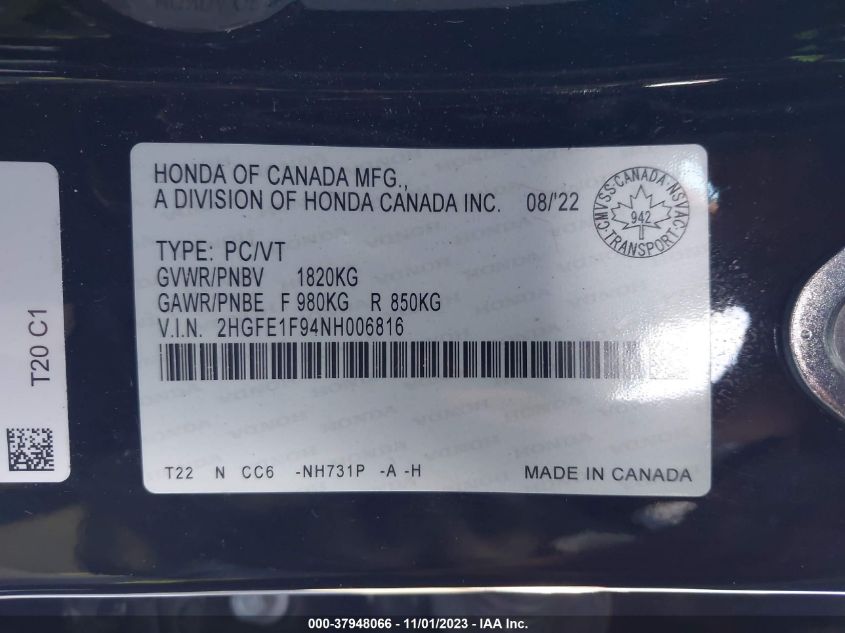 HONDA OF CANADA MFG.,
A DIVISION OF HONDA CANADA INC. 08/'22
CMVSS·CANADA·NSVAC·TRANSPORT
942
TYPE: PC/VT
GVWR/PNBV 1820KG
GAWR/PNBE F 980KG R 850KG
V.I.N. 2HGFE1F94NH006816
T22 N CC6 -NH731P -A -H MADE IN CANADA
T20 C1
000-37948066 - 11/01/2023 - IAA Inc.